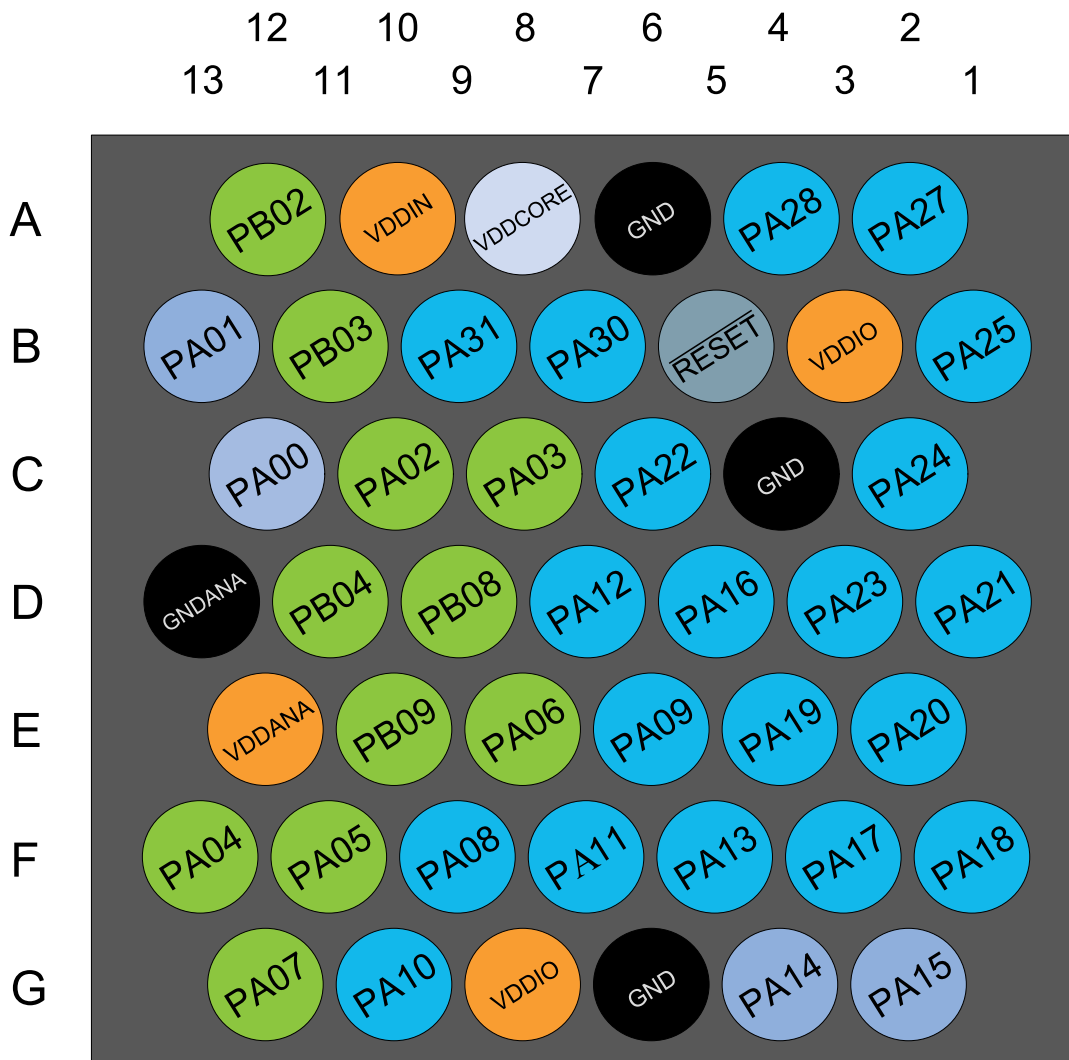 12 10 8 6 4 2
13 11 9 7 5 3 1
A PB02 VDDIN VDDCORE GND PA28 PA27
B PA01 PB03 PA31 PA30 RESET VDDIO PA25
C PA00 PA02 PA03 PA22 GND PA24
D GNDANA PB04 PB08 PA12 PA16 PA23 PA21
E VDDANA PB09 PA06 PA09 PA19 PA20
F PA04 PA05 PA08 PA11 PA13 PA17 PA18
G PA07 PA10 VDDIO GND PA14 PA15